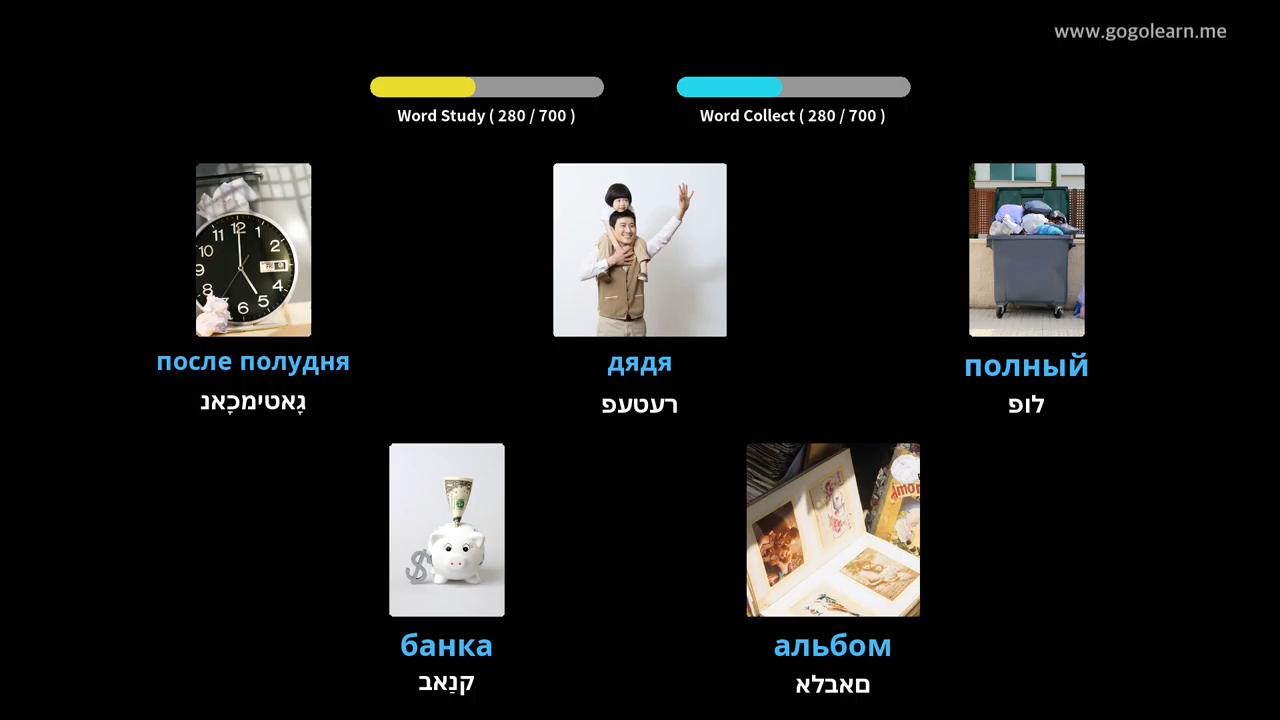 www.gogolearn.me
Word Study ( 280 / 700 )
Word Collect ( 280 / 700 )
после полудня
גָאטימכָאנ
дядя
רעטעפ
полный
לופ
банка
קנַאב
альбом
םאבלא